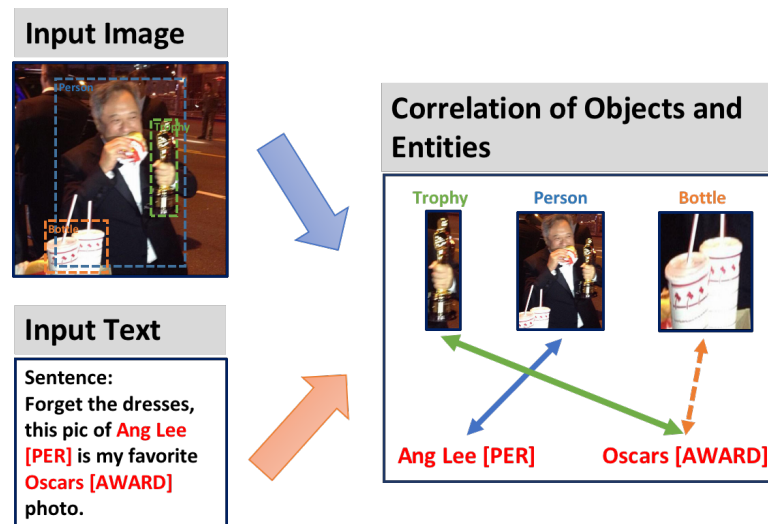 Input Image
Person
Trophy
Bottle
Input Text
Sentence:
Forget the dresses,
this pic of Ang Lee
[PER] is my favorite
Oscars [AWARD]
photo.
Correlation of Objects and
Entities
Trophy Person Bottle
Ang Lee [PER] Oscars [AWARD]